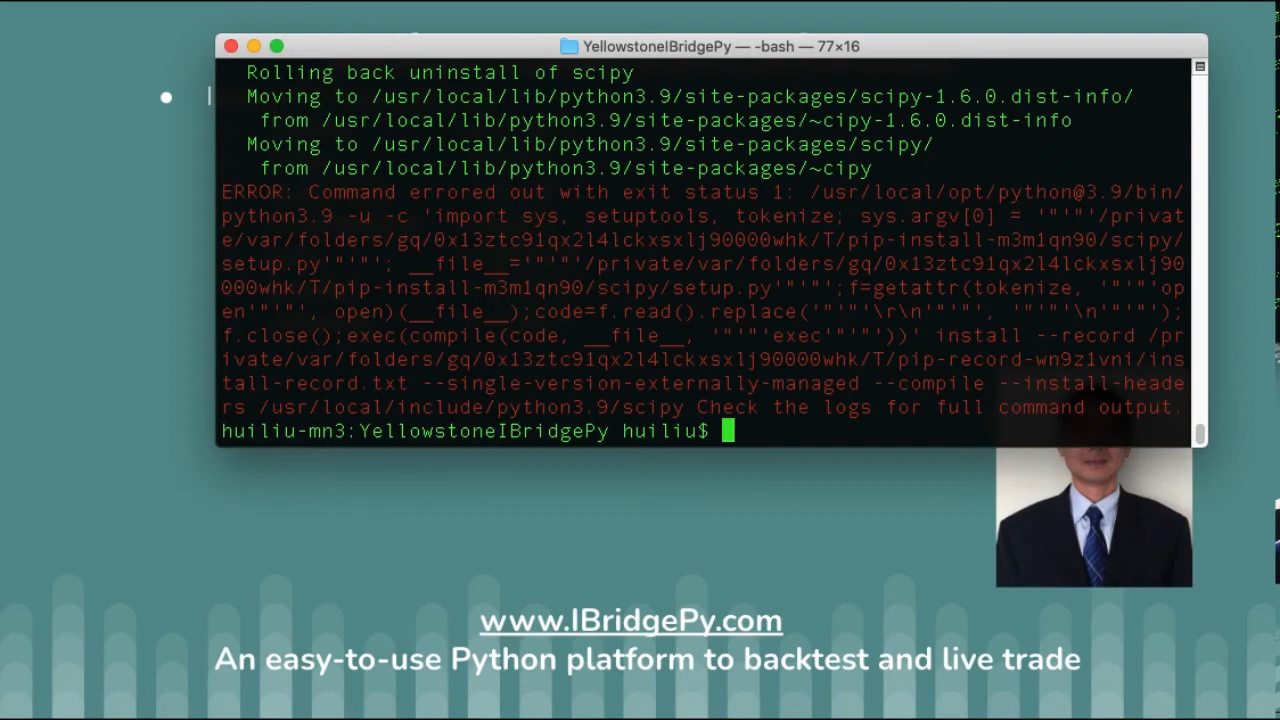 YellowstoneIBridgePy — -bash — 77×16
Rolling back uninstall of scipy
Moving to /usr/local/lib/python3.9/site-packages/scipy-1.6.0.dist-info/
from /usr/local/lib/python3.9/site-packages/~cipy-1.6.0.dist-info
Moving to /usr/local/lib/python3.9/site-packages/scipy/
from /usr/local/lib/python3.9/site-packages/~cipy
ERROR: Command errored out with exit status 1: /usr/local/opt/python@3.9/bin/
python3.9 -u -c 'import sys, setuptools, tokenize; sys.argv[0] = '"'"'/privat
e/var/folders/gq/0x13ztc91qx2l4lckxsxlj90000whk/T/pip-install-m3m1qn90/scipy/
setup.py'"'"'; __file__='"'"'/private/var/folders/gq/0x13ztc91qx2l4lckxsxlj90
000whk/T/pip-install-m3m1qn90/scipy/setup.py'"'"';f=getattr(tokenize, '"'"'op
en'"'"', open)(__file__);code=f.read().replace('"'"'\r\n'"'"', '"'"'\n'"'"');
f.close();exec(compile(code, __file__, '"'"'exec'"'"'))' install --record /pr
ivate/var/folders/gq/0x13ztc91qx2l4lckxsxlj90000whk/T/pip-record-wn9z1vni/ins
tall-record.txt --single-version-externally-managed --compile --install-heade
rs /usr/local/include/python3.9/scipy Check the logs for full command output.
huiliu-mn3:YellowstoneIBridgePy huiliu$
www.IBridgePy.com
An easy-to-use Python platform to backtest and live trade